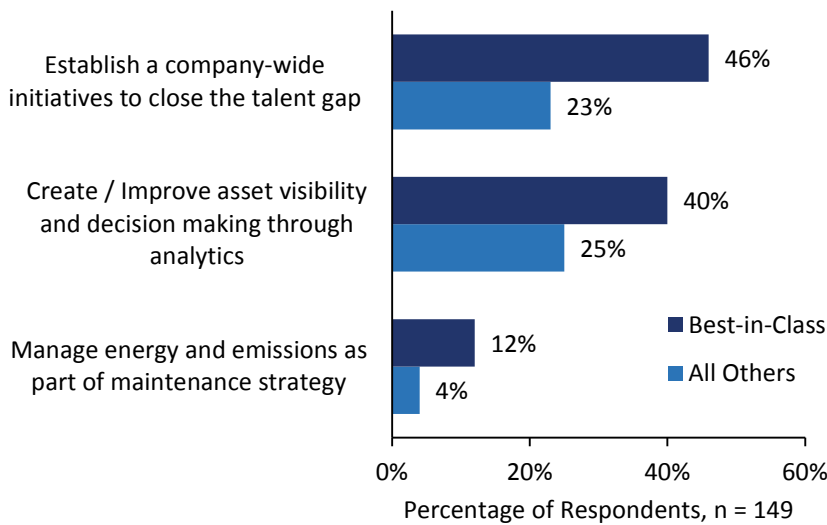 Establish a company-wide
initiatives to close the talent gap
46%
23%
Create / Improve asset visibility
and decision making through
analytics
40%
25%
Manage energy and emissions as
part of maintenance strategy
12%
4%
Best-in-Class
All Others
0%
20%
40%
60%
Percentage of Respondents, n = 149